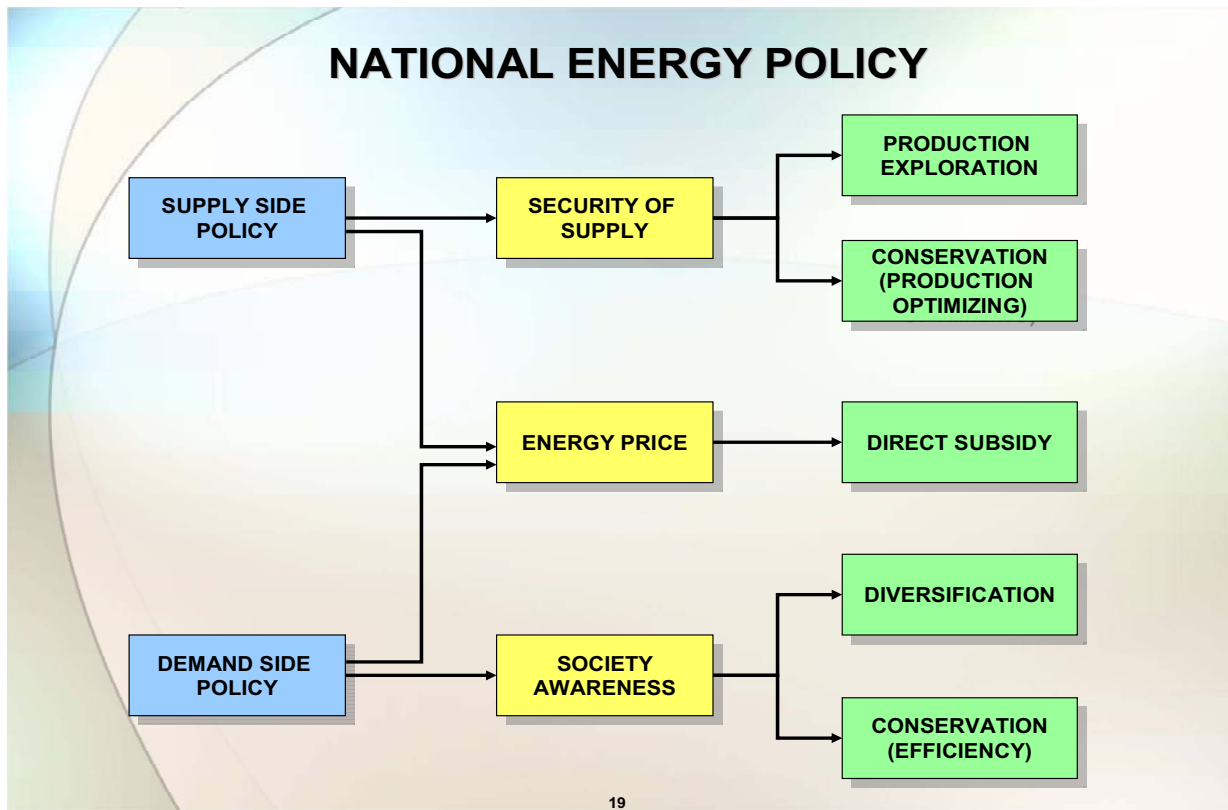 NATIONAL ENERGY POLICY
PRODUCTION
EXPLORATION
SUPPLY SIDE
POLICY
SECURITY OF
SUPPLY
CONSERVATION
(PRODUCTION
OPTIMIZING)
ENERGY PRICE
DIRECT SUBSIDY
DIVERSIFICATION
DEMAND SIDE
POLICY
SOCIETY
AWARENESS
CONSERVATION
(EFFICIENCY)
19